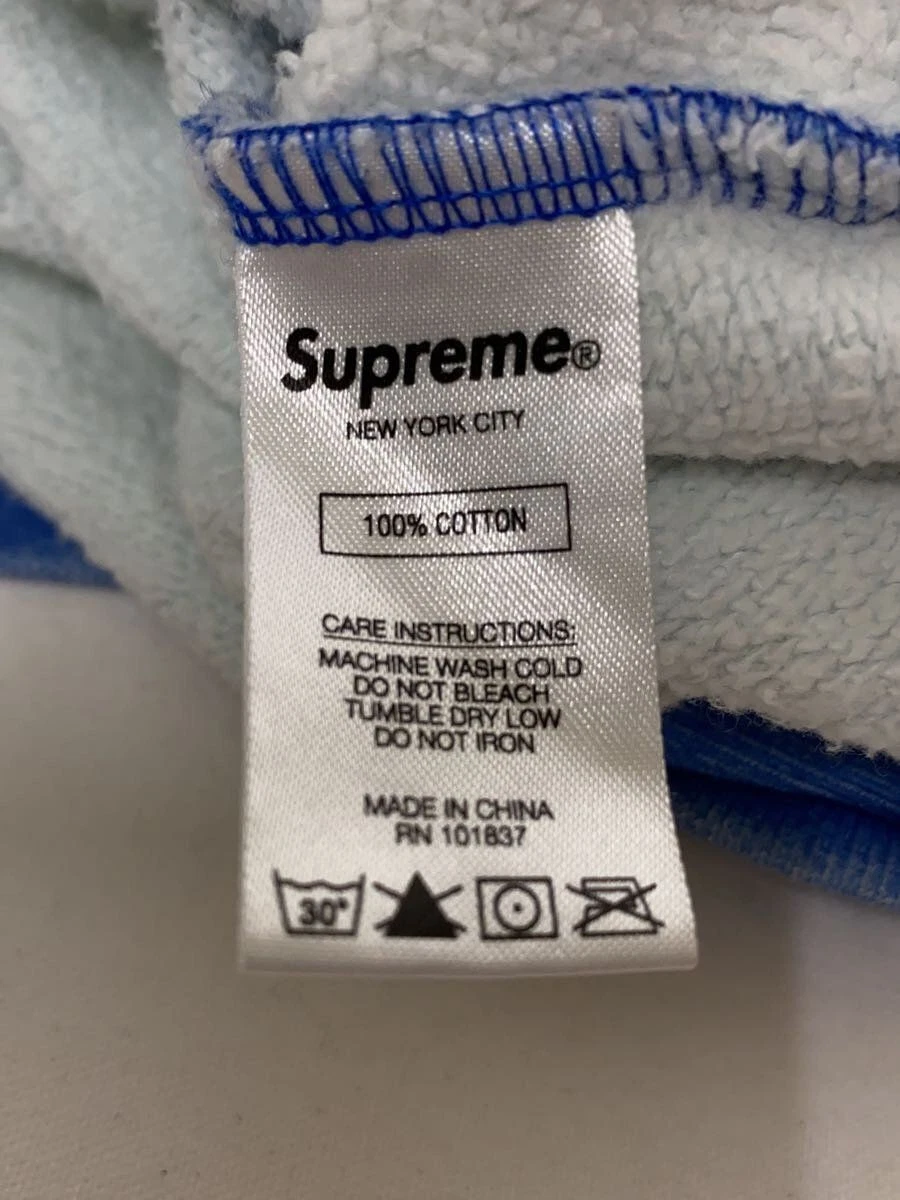 Supreme®
NEW YORK CITY
100% COTTON
CARE INSTRUCTIONS:
MACHINE WASH COLD
DO NOT BLEACH
TUMBLE DRY LOW
DO NOT IRON
MADE IN CHINA
RN 101837
30°